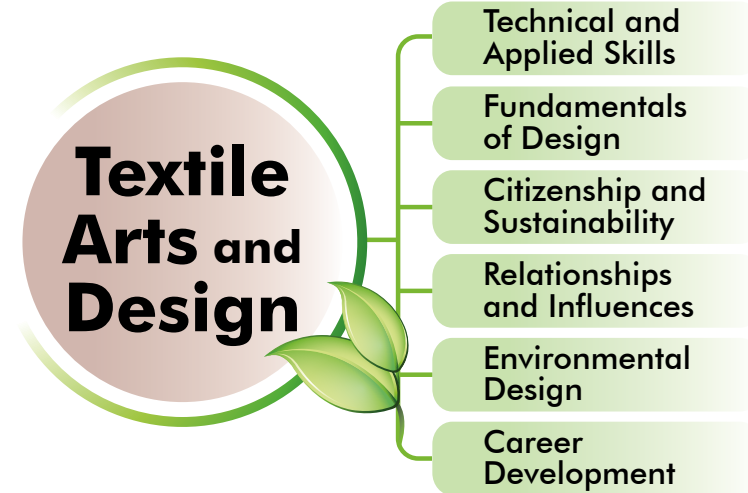 Textile
Arts and
Design
Technical and
Applied Skills
Fundamentals
of Design
Citizenship and
Sustainability
Relationships
and Influences
Environmental
Design
Career
Development